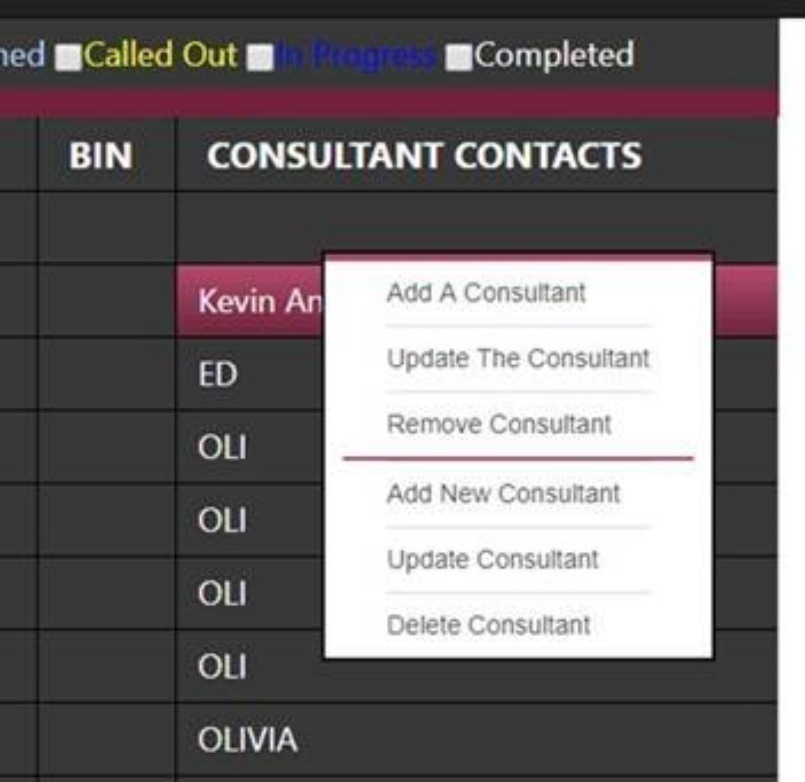 ned Called Out In Progress Completed
BIN CONSULTANT CONTACTS
Kevin An
Add A Consultant
Update The Consultant
Remove Consultant
Add New Consultant
Update Consultant
Delete Consultant
ED
OLI
OLI
OLI
OLI
OLIVIA